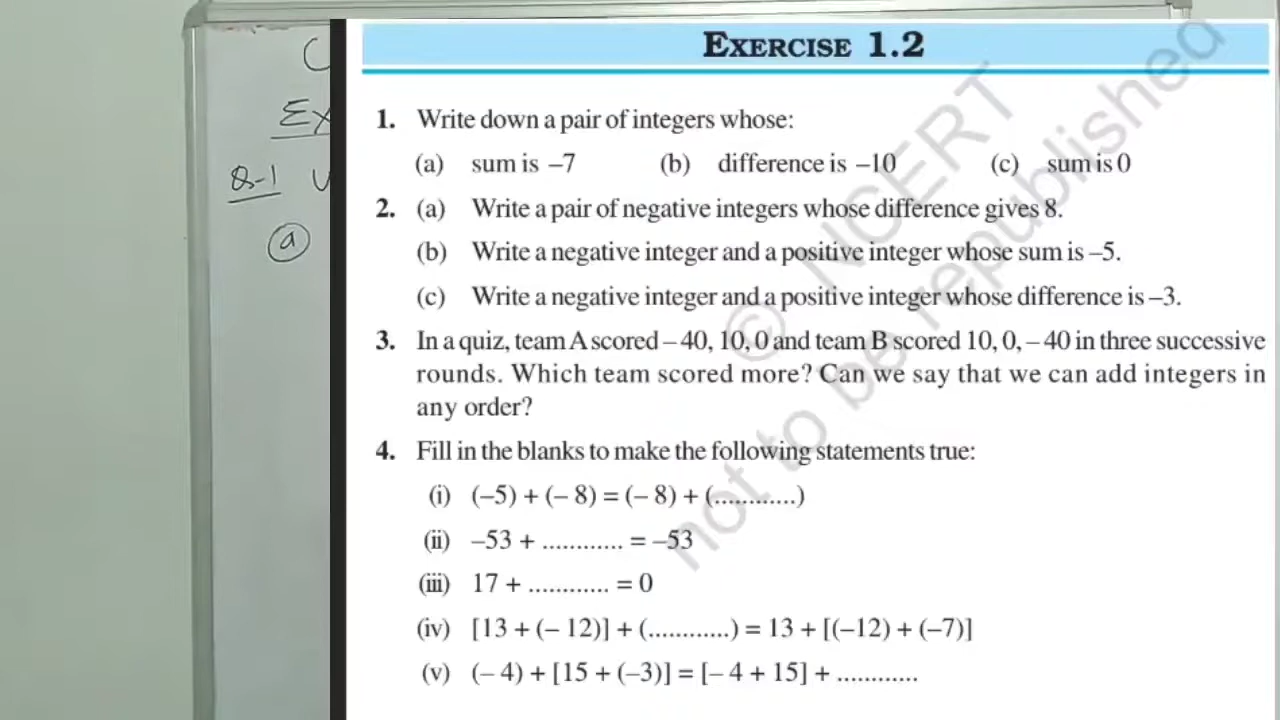 EXERCISE 1.2
1. Write down a pair of integers whose:
(a) sum is –7 (b) difference is –10 (c) sum is 0
2. (a) Write a pair of negative integers whose difference gives 8.
(b) Write a negative integer and a positive integer whose sum is –5.
(c) Write a negative integer and a positive integer whose difference is –3.
3. In a quiz, team A scored – 40, 10, 0 and team B scored 10, 0, – 40 in three successive
rounds. Which team scored more? Can we say that we can add integers in
any order?
4. Fill in the blanks to make the following statements true:
(i) (–5) + (– 8) = (– 8) + (............)
(ii) –53 + ............ = –53
(iii) 17 + ............ = 0
(iv) [13 + (– 12)] + (............) = 13 + [(–12) + (–7)]
(v) (– 4) + [15 + (–3)] = [– 4 + 15] + ............
© NCERT
not to be republished
Ex
Q-1
a